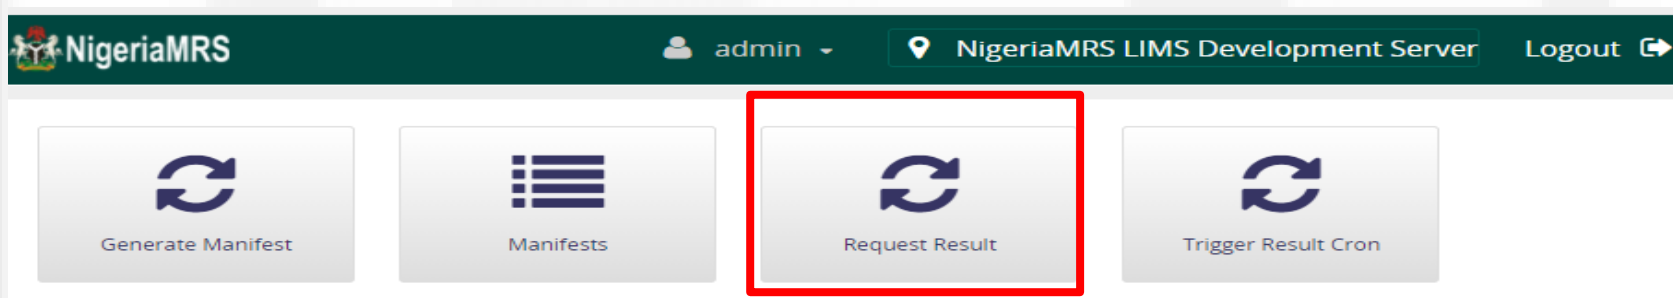 NigeriaMRS admin NigeriaMRS LIMS Development Server Logout
Generate Manifest Manifests Request Result Trigger Result Cron